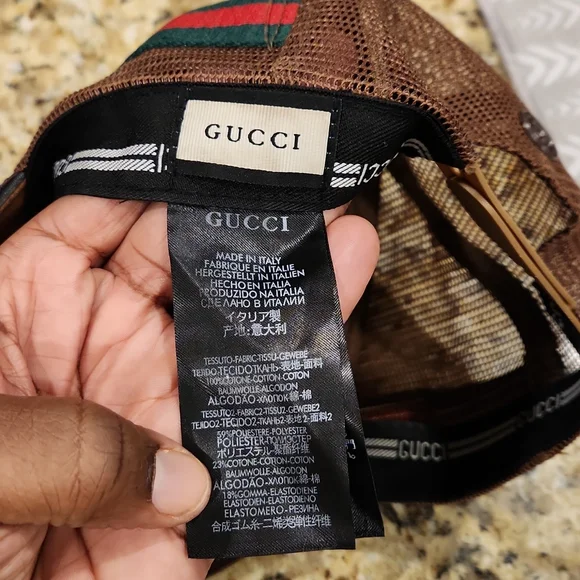 GUCCI
GUCCI
MADE IN ITALY
FABRIQUE EN ITALIE
HERGESTELLT IN ITALIEN
HECHO EN ITALIA
PRODUZIDO NA ITALIA
СДЕЛАНО В ИТАЛИИ
イタリア製
产地:意大利
TESSUTO-FABRIC-TISSU-GEWEBE
TEJIDO-TECIDO-TKAHЬ-表地-面料
100%COTONE-COTTON-COTON
BAUMWOLLE-ALGODON
ALGODÃO-ХЛОПОК-綿-棉
TESSUTO2-FABRIC2-TISSU2-GEWEBE2
TEJIDO2-TECIDO2-TKAHЬ2-表地2-面料2
59%POLIESTERE-POLYESTER
POLIESTER-ПОЛИЭСТЕР
ポリエステル-聚酯纤维
23%COTONE-COTTON-COTON
BAUMWOLLE-ALGODON
ALGODÃO-ХЛОПОК-綿-棉
18%GOMMA-ELASTODIENE
ELASTODIEN-ELASTODIENO
ELASTOMERO-РЕЗИНА
合成ゴム糸-二烯类弹性纤维
GUCCI